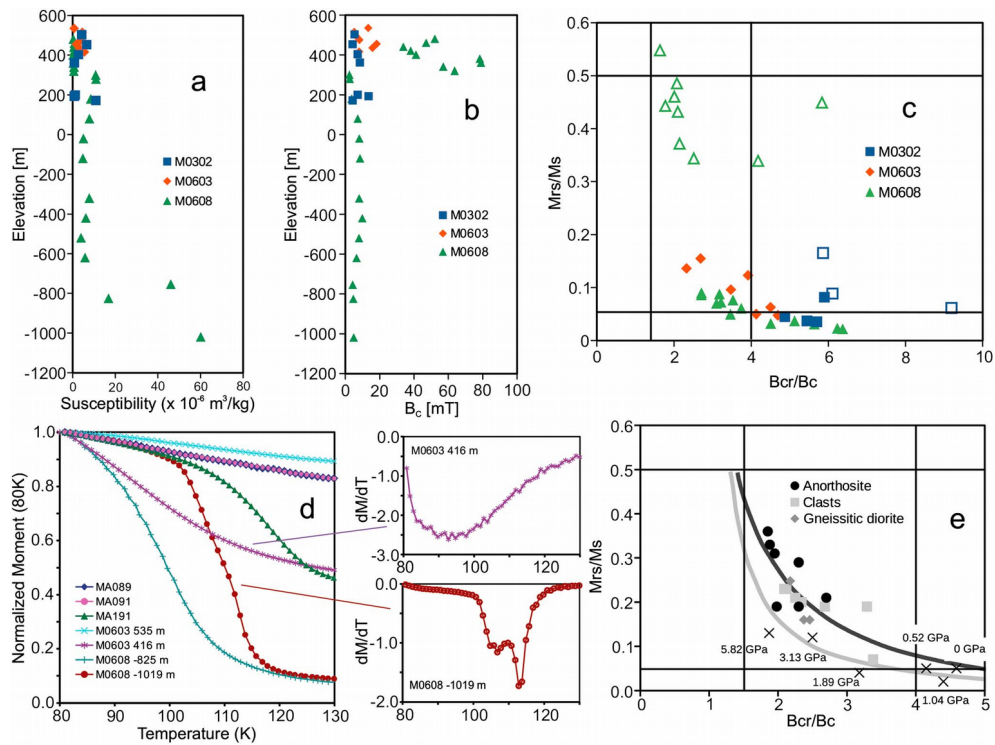 600
400
200
0
-200
-400
-600
-800
-1000
-1200
Elevation [m]
0 20 40 60 80
Susceptibility (x 10⁻⁶ m³/kg)
a
M0302
M0603
M0608
600
400
200
0
-200
-400
-600
-800
-1000
-1200
Elevation [m]
0 20 40 60 80 100
Bc [mT]
b
M0302
M0603
M0608
0.6
0.5
0.4
0.3
0.2
0.1
0
Mrs/Ms
0 2 4 6 8 10
Bcr/Bc
c
M0302
M0603
M0608
1.0
0.8
0.6
0.4
0.2
0.0
Normalized Moment (80K)
80 90 100 110 120 130
Temperature (K)
d
MA089
MA091
MA191
M0603 535 m
M0603 416 m
M0608 -825 m
M0608 -1019 m
0.0
-1.0
-2.0
-3.0
dM/dT
M0603 416 m
80 90 100 110 120 130
0.0
-1.0
-2.0
dM/dT
M0608 -1019 m
80 90 100 110 120 130
0.6
0.5
0.4
0.3
0.2
0.1
0.0
Mrs/Ms
0 1 2 3 4 5
Bcr/Bc
e
Anorthosite
Clasts
Gneissitic diorite
0.52 GPa
5.82 GPa
3.13 GPa
0 GPa
1.89 GPa
1.04 GPa